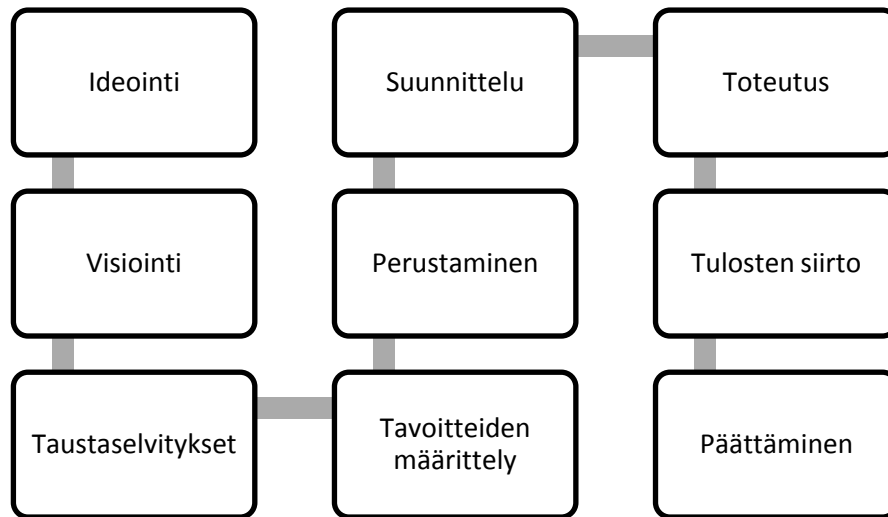 Ideointi
Visiointi
Taustaselvitykset
Tavoitteiden
määrittely
Perustaminen
Suunnittelu
Toteutus
Tulosten siirto
Päättäminen